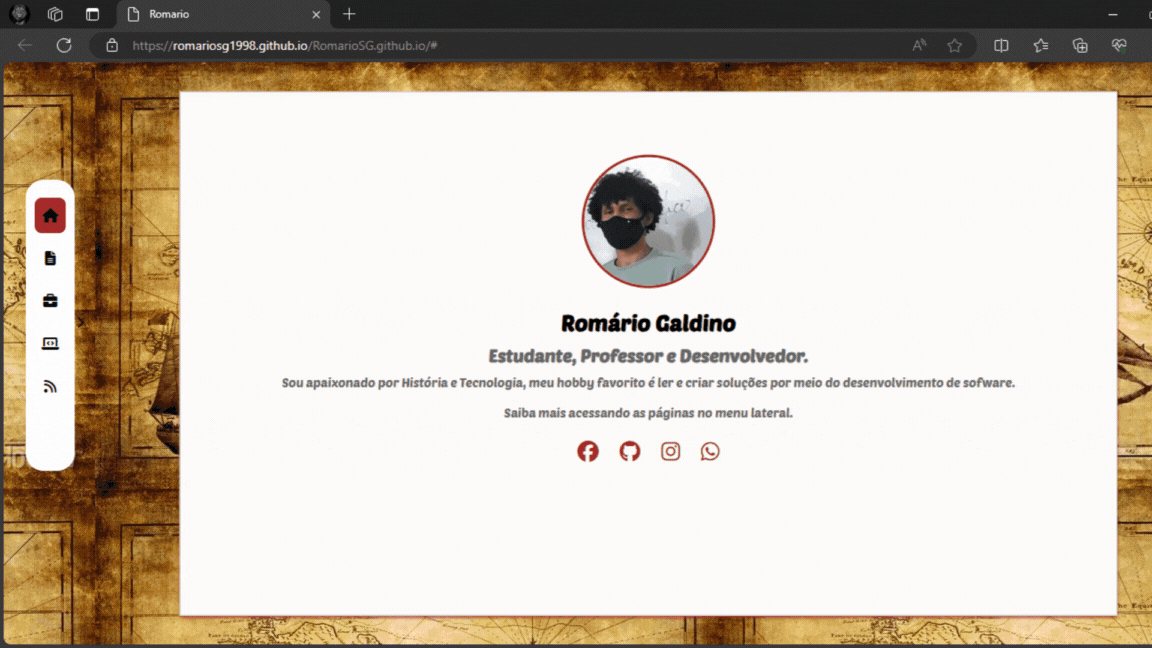 Romario
https://romariosg1998.github.io/RomarioSG.github.io/#
Romário Galdino
Estudante, Professor e Desenvolvedor.
Sou apaixonado por História e Tecnologia, meu hobby favorito é ler e criar soluções por meio do desenvolvimento de sofware.
Saiba mais acessando as páginas no menu lateral.